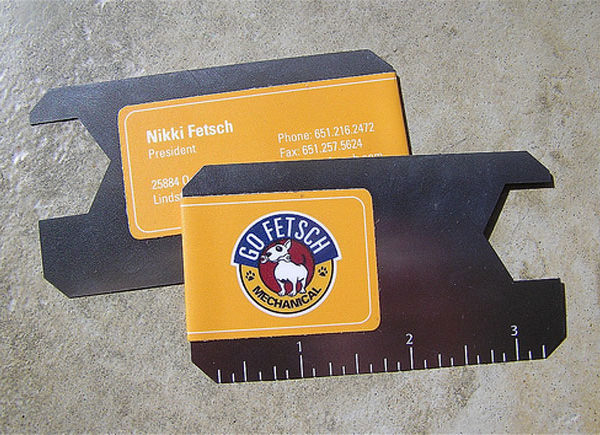 Nikki Fetsch
President
Phone: 651.216.2472
Fax: 651.257.5624
25884
GO FETSCH
MECHANICAL
1 2 3